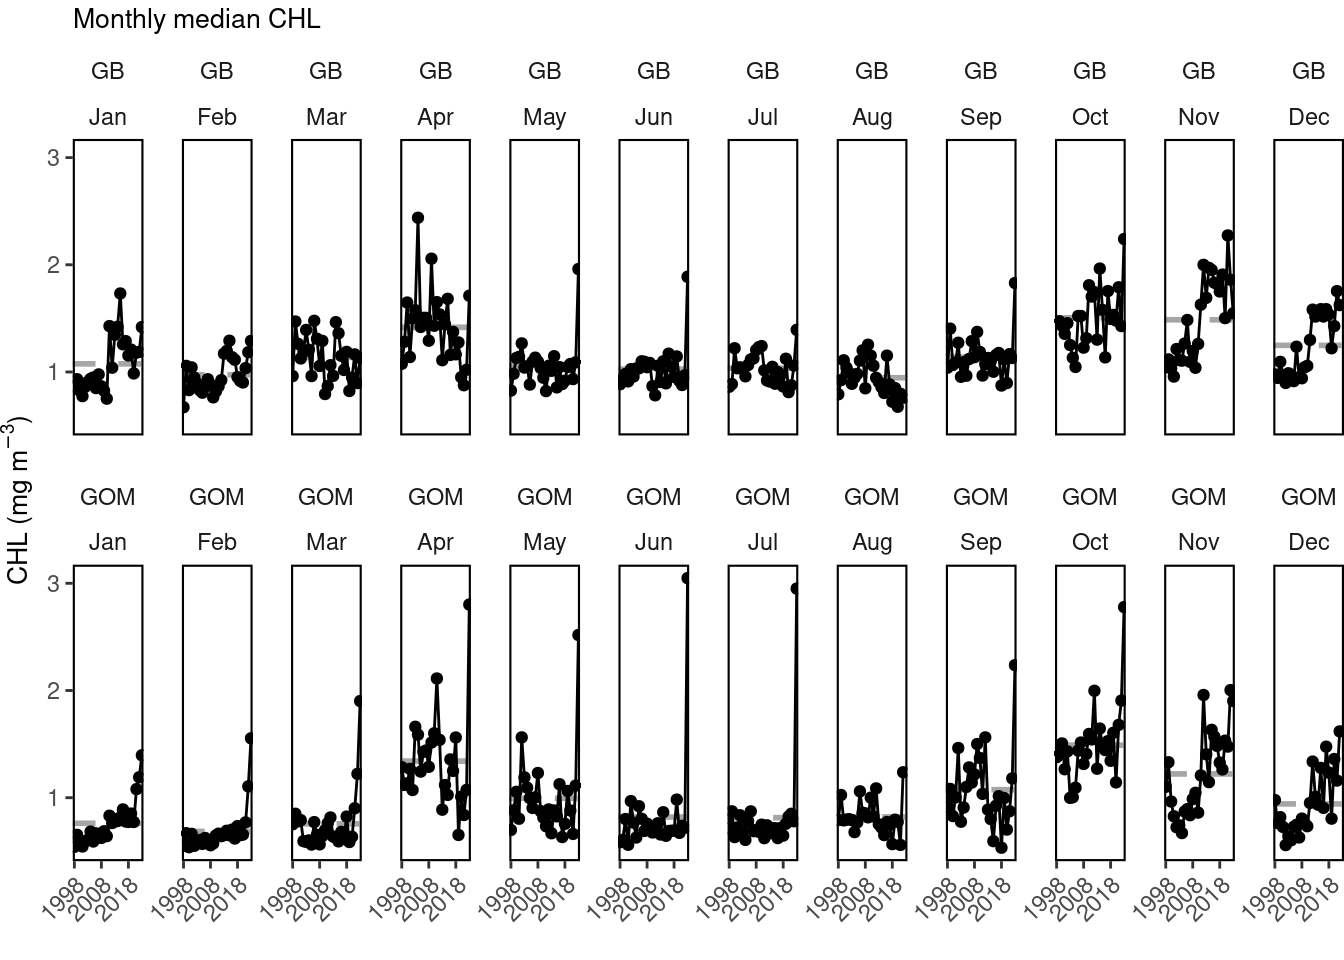 Monthly median CHL
GB GB GB GB GB GB GB GB GB GB GB GB
Jan Feb Mar Apr May Jun Jul Aug Sep Oct Nov Dec
3
2
1
CHL (mg m−3)
GOM GOM GOM GOM GOM GOM GOM GOM GOM GOM GOM GOM
Jan Feb Mar Apr May Jun Jul Aug Sep Oct Nov Dec
3
2
1
1998 2008 2018 1998 2008 2018 1998 2008 2018 1998 2008 2018 1998 2008 2018 1998 2008 2018 1998 2008 2018 1998 2008 2018 1998 2008 2018 1998 2008 2018 1998 2008 2018 1998 2008 2018